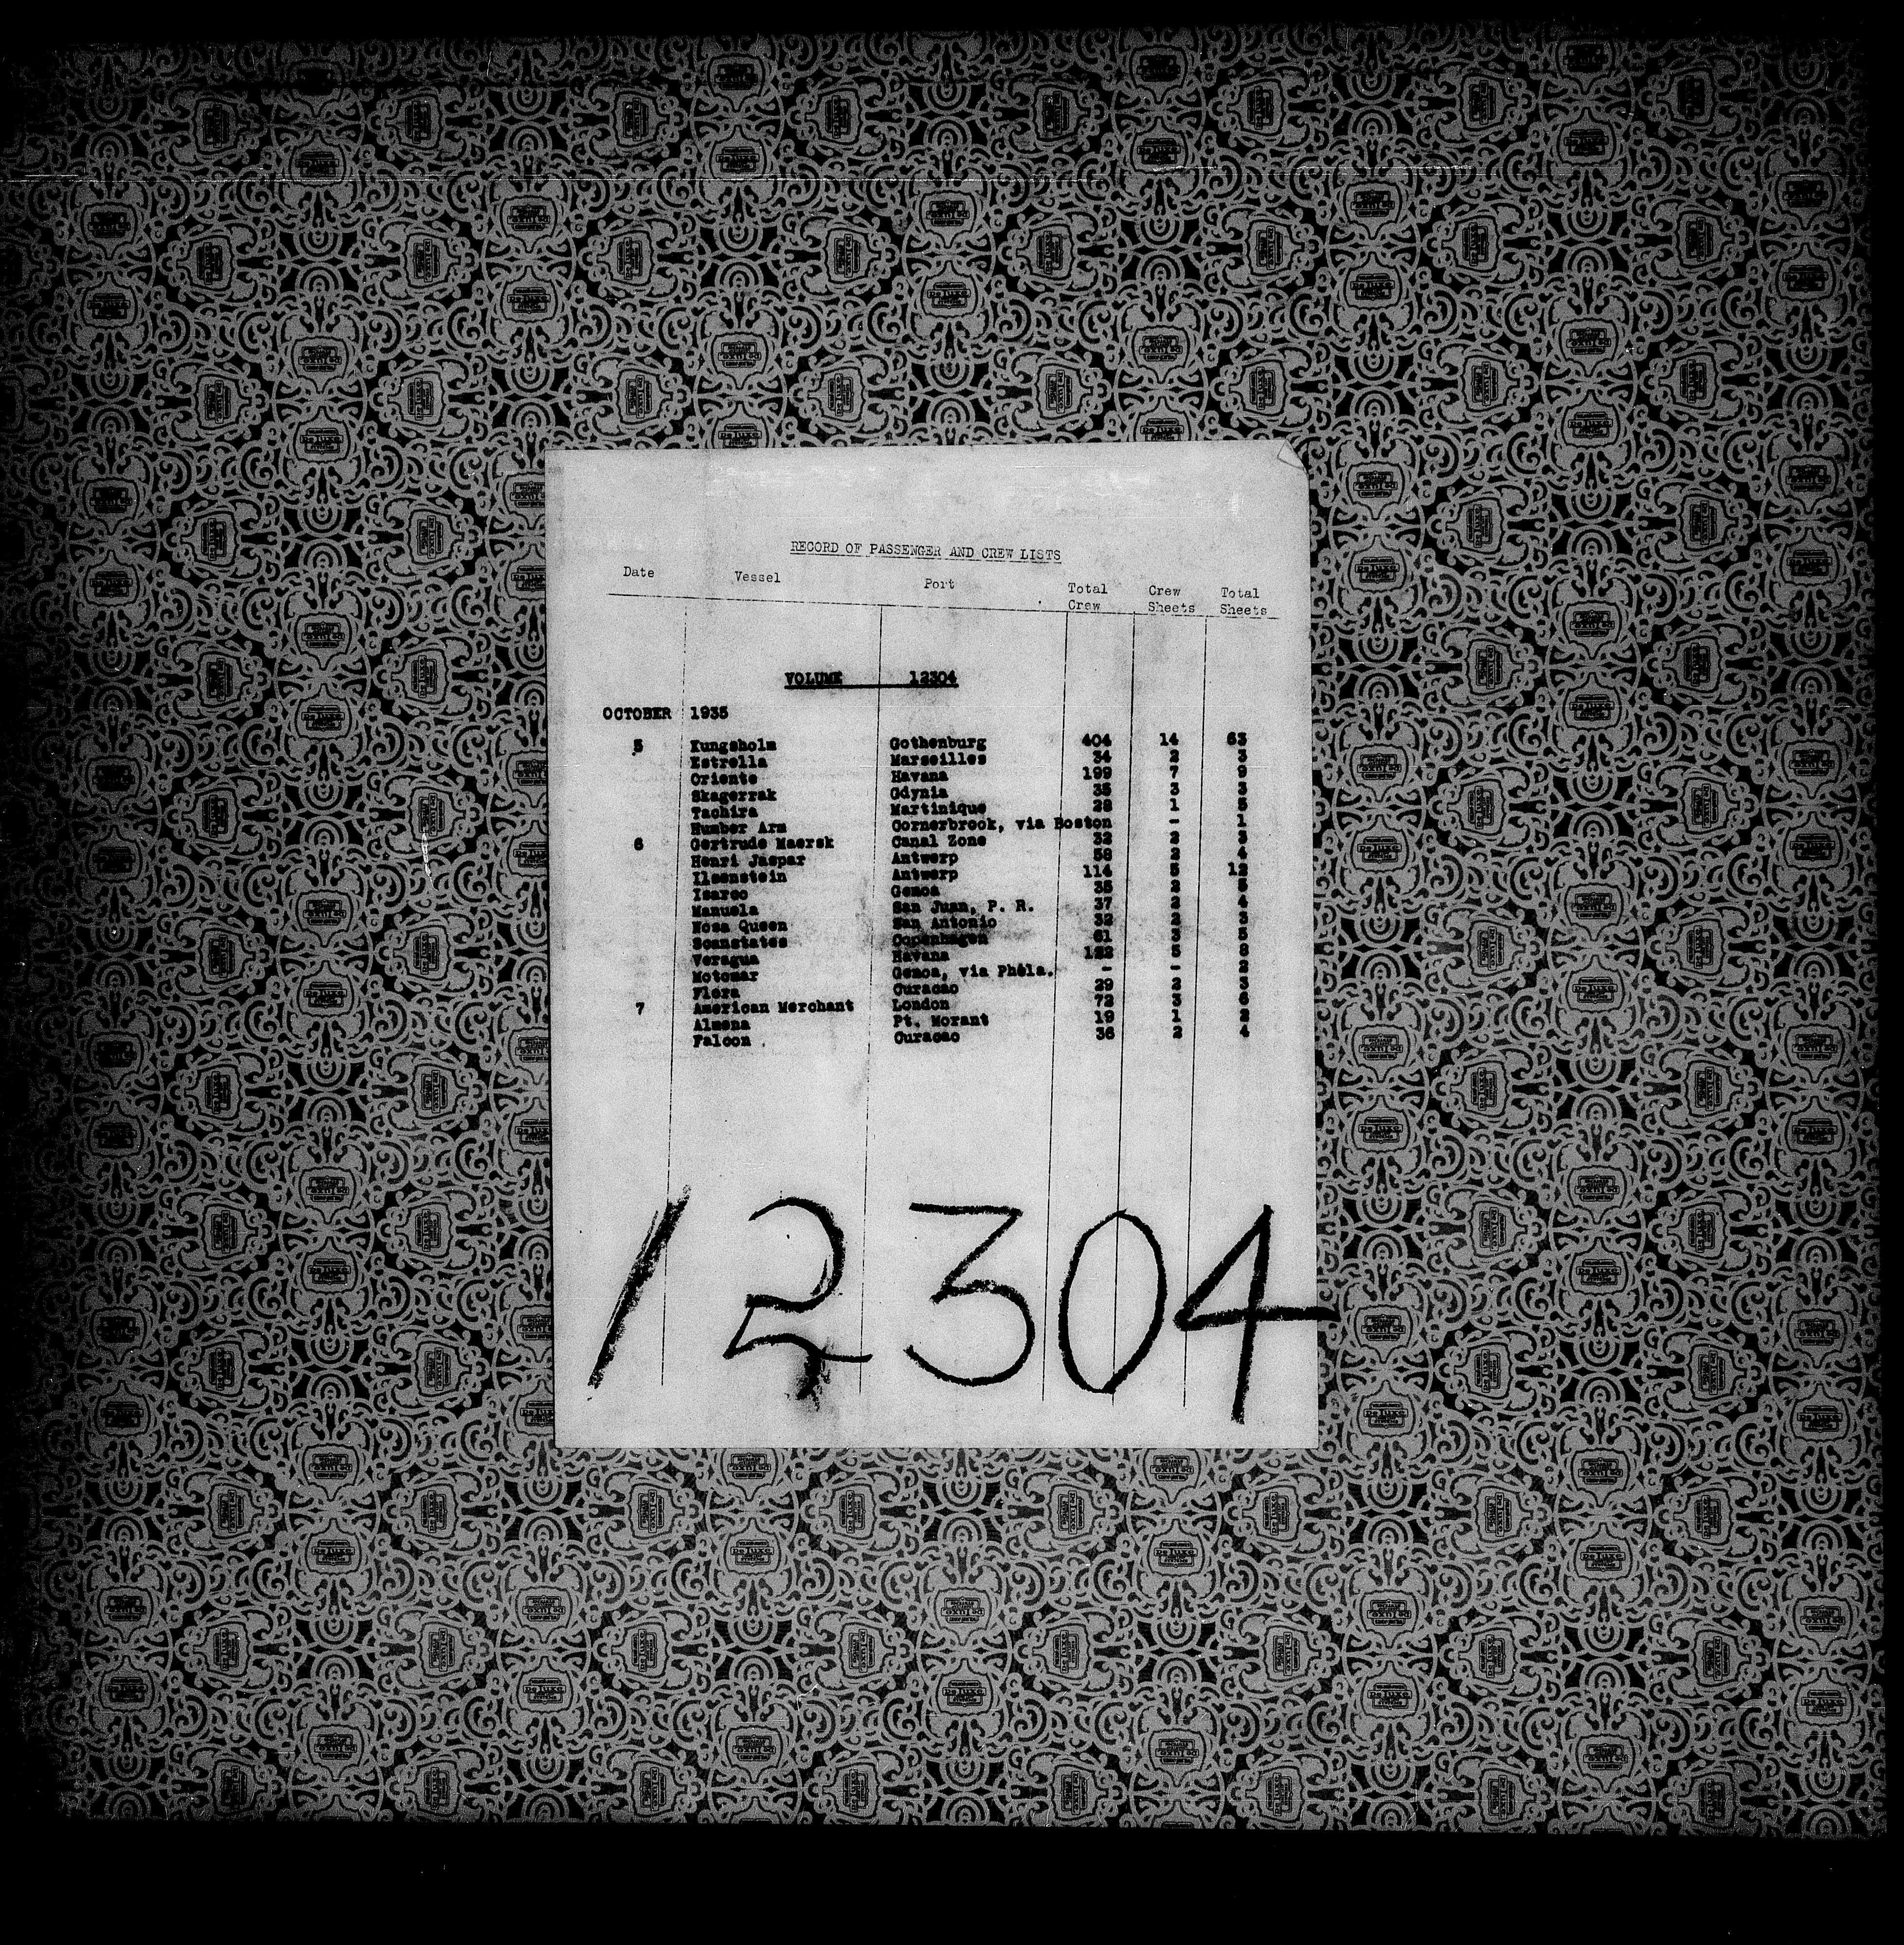 RECORD OF PASSENGER AND CREW LISTS
Date Vessel Port Total Crew Crew Sheets Total Sheets
VOLUME 12304
OCTOBER 1935
5 Kungsholm Gothenburg 404 14 63
Estrella Marseilles 34 2 3
Oriente Havana 199 7 9
Skagerrak Gdynia 35 3 3
Tachira Martinique 28 1 5
Humber Arm Cornerbrook, via Boston - 1
6 Gertrude Maersk Canal Zone 32 2 3
Henri Jaspar Antwerp 58 2 4
Ilsenstein Antwerp 114 5 12
Isarco Genoa 35 2 5
Manuela San Juan, P. R. 37 2 4
Nosa Queen San Antonio 32 2 3
Scanstates Copenhagen 61 3 5
Veragua Havana 122 5 8
Motomar Genoa, via Phila. - - 2
Flora Curacao 29 2 3
7 American Merchant London 72 3 6
Almena Pt. Morant 19 1 2
Falcon Curacao 36 2 4
12304
De Luxe